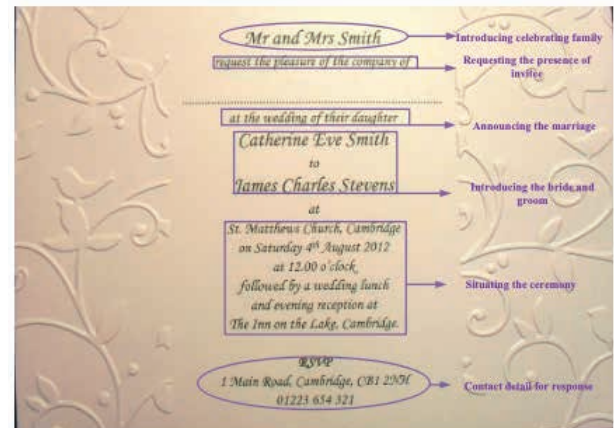 Mr and Mrs Smith
Introducing celebrating family
request the pleasure of the company of
Requesting the presence of
invitee
at the wedding of their daughter
Announcing the marriage
Catherine Eve Smith
to
James Charles Stevens
Introducing the bride and
groom
at
St. Matthews Church, Cambridge
on Saturday 4th August 2012
at 12.00 o'clock
followed by a wedding lunch
and evening reception at
The Inn on the Lake, Cambridge.
Situating the ceremony
RSVP
1 Main Road, Cambridge, CB1 2NH
01223 654 321
Contact detail for response